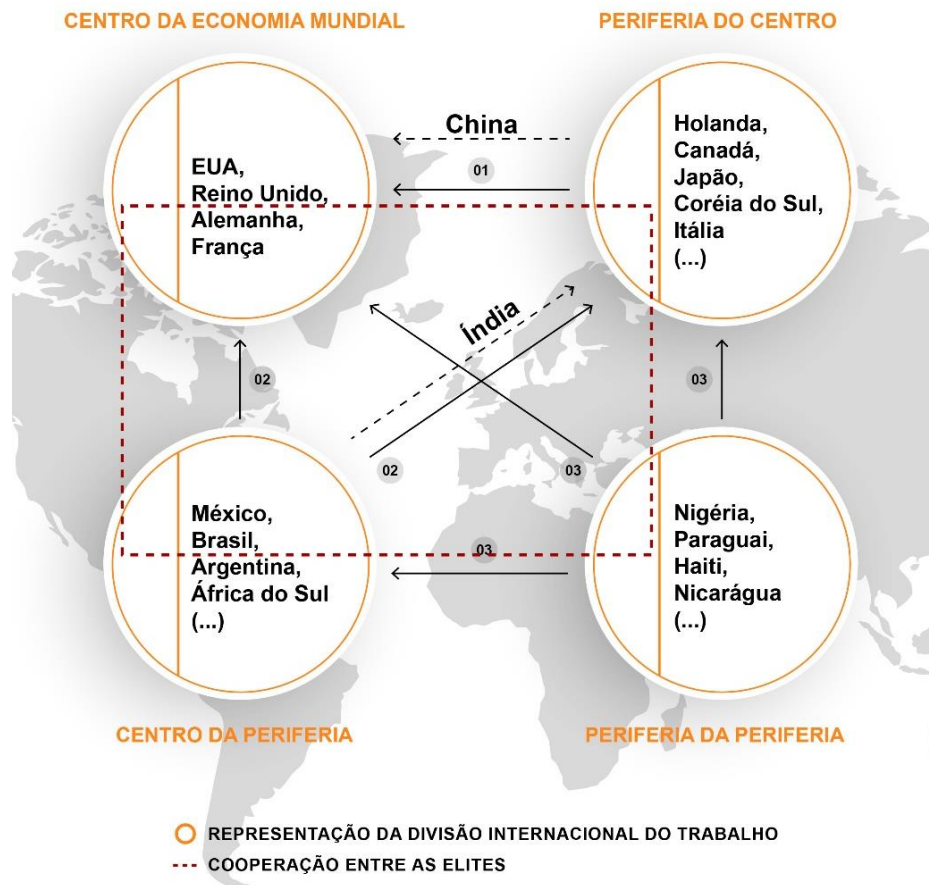 CENTRO DA ECONOMIA MUNDIAL
PERIFERIA DO CENTRO
China
01
EUA,
Reino Unido,
Alemanha,
França
Holanda,
Canadá,
Japão,
Coréia do Sul,
Itália
(...)
Índia
02
03
02
03
México,
Brasil,
Argentina,
África do Sul
(...)
03
Nigéria,
Paraguai,
Haiti,
Nicarágua
(...)
CENTRO DA PERIFERIA
PERIFERIA DA PERIFERIA
REPRESENTAÇÃO DA DIVISÃO INTERNACIONAL DO TRABALHO
COOPERAÇÃO ENTRE AS ELITES